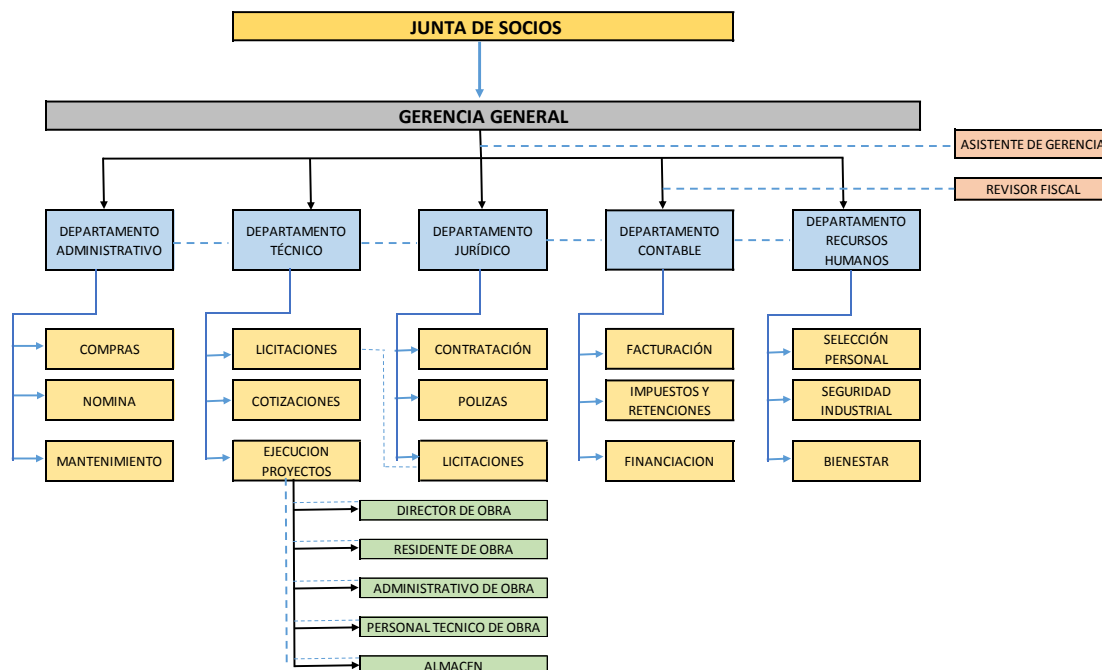 JUNTA DE SOCIOS
GERENCIA GENERAL
ASISTENTE DE GERENCIA
REVISOR FISCAL
DEPARTAMENTO
ADMINISTRATIVO
DEPARTAMENTO
TÉCNICO
DEPARTAMENTO
JURÍDICO
DEPARTAMENTO
CONTABLE
DEPARTAMENTO
RECURSOS
HUMANOS
COMPRAS
LICITACIONES
CONTRATACIÓN
FACTURACIÓN
SELECCIÓN
PERSONAL
NOMINA
COTIZACIONES
POLIZAS
IMPUESTOS Y
RETENCIONES
SEGURIDAD
INDUSTRIAL
MANTENIMIENTO
EJECUCION
PROYECTOS
LICITACIONES
FINANCIACION
BIENESTAR
DIRECTOR DE OBRA
RESIDENTE DE OBRA
ADMINISTRATIVO DE OBRA
PERSONAL TECNICO DE OBRA
ALMACEN